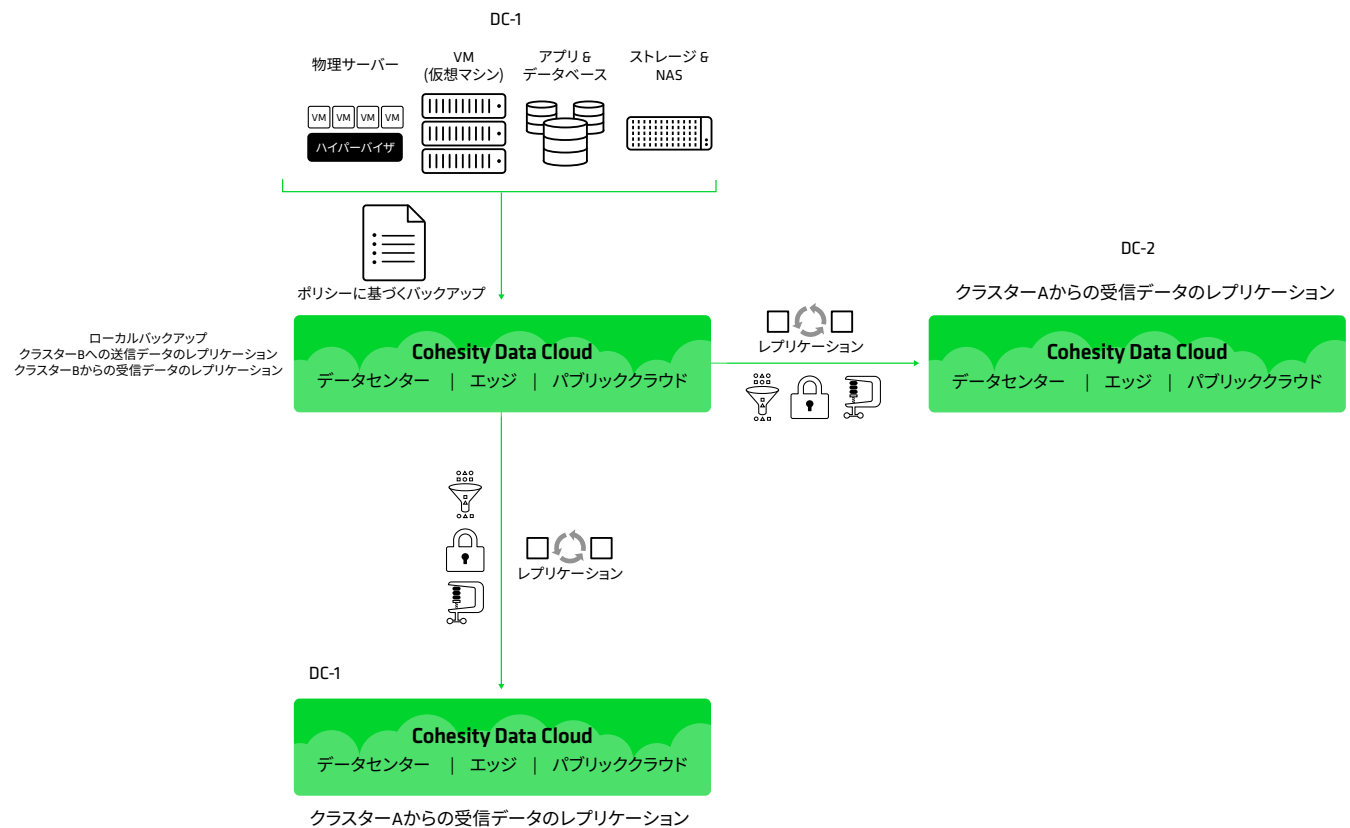 DC-1
物理サーバー
VM
(仮想マシン)
アプリ &
データベース
ストレージ &
NAS
VM VM VM VM
ハイパーバイザ
ポリシーに基づくバックアップ
ローカルバックアップ
クラスターBへの送信データのレプリケーション
クラスターBからの受信データのレプリケーション
Cohesity Data Cloud
データセンター | エッジ | パブリッククラウド
レプリケーション
DC-2
クラスターAからの受信データのレプリケーション
Cohesity Data Cloud
データセンター | エッジ | パブリッククラウド
レプリケーション
DC-1
Cohesity Data Cloud
データセンター | エッジ | パブリッククラウド
クラスターAからの受信データのレプリケーション